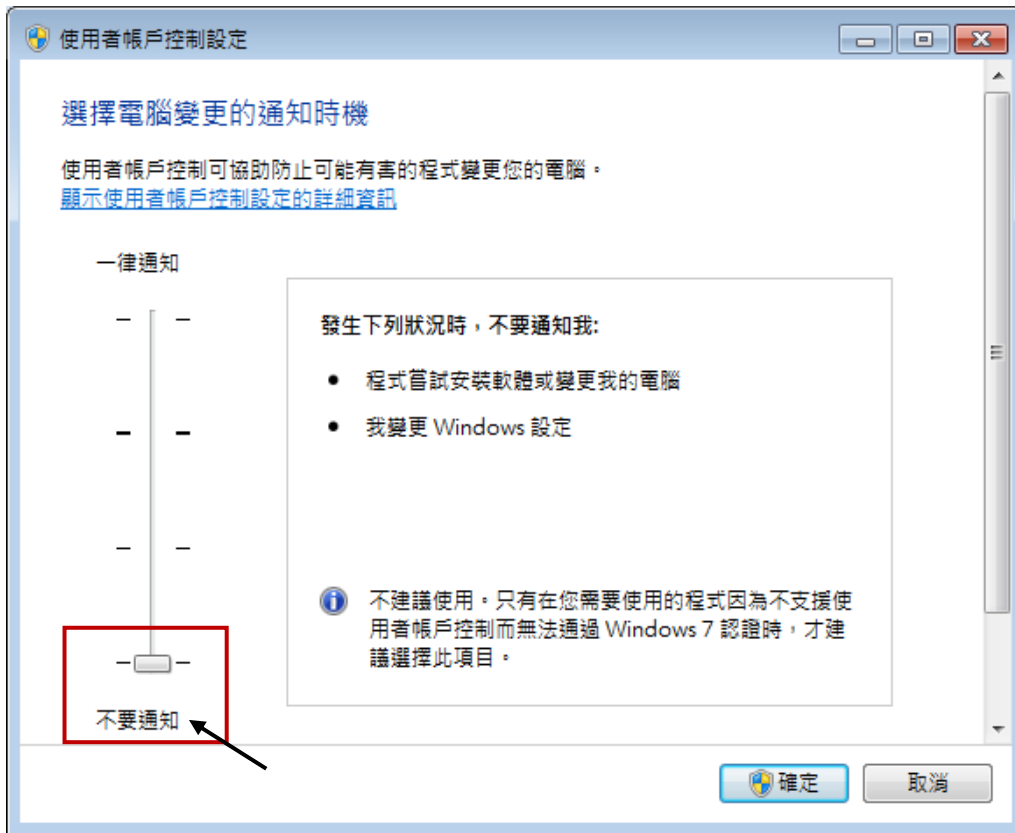 使用者帳戶控制設定
選擇電腦變更的通知時機
使用者帳戶控制可協助防止可能有害的程式變更您的電腦。
顯示使用者帳戶控制設定的詳細資訊
一律通知
發生下列狀況時，不要通知我:
● 程式嘗試安裝軟體或變更我的電腦
● 我變更 Windows 設定
不建議使用。只有在您需要使用的程式因為不支援使
用者帳戶控制而無法通過 Windows 7 認證時，才建
議選擇此項目。
不要通知
確定
取消